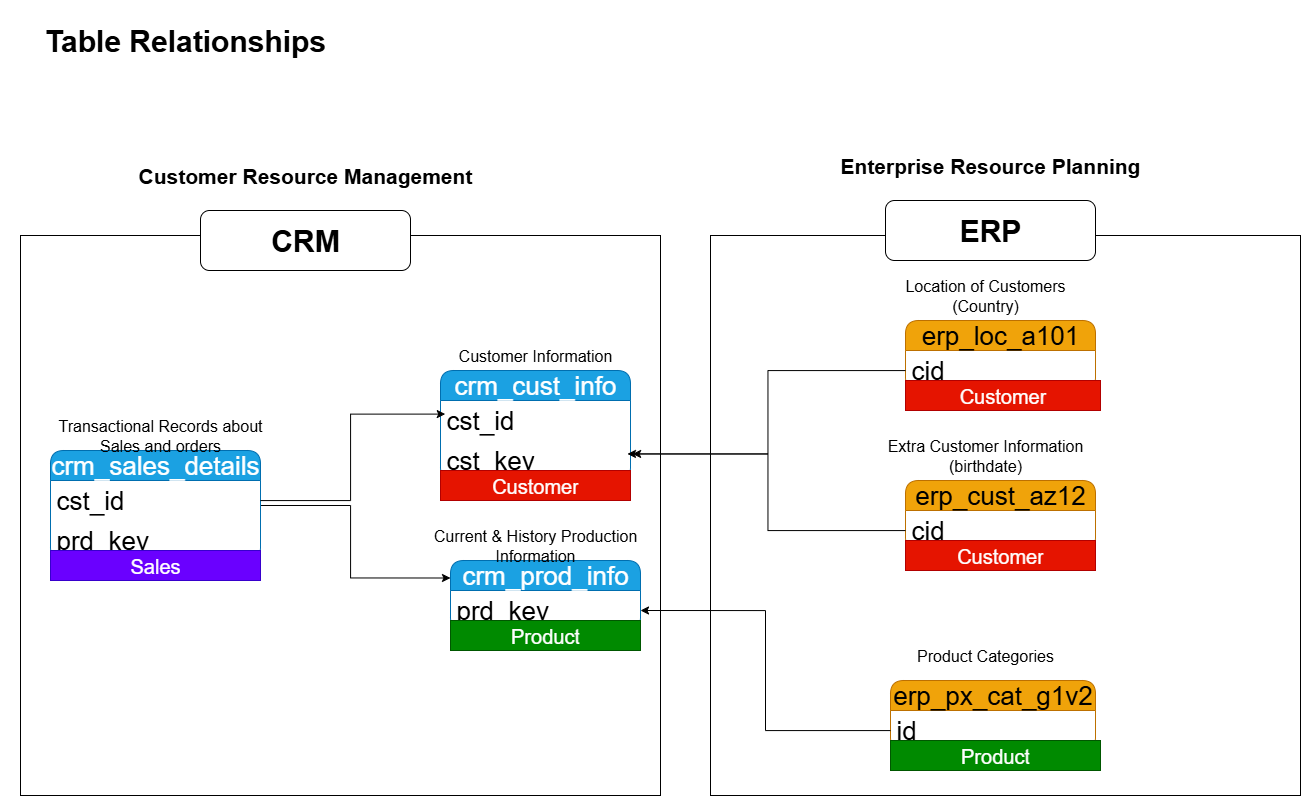 Table Relationships
Customer Resource Management
CRM
Transactional Records about
Sales and orders
crm_sales_details
cst_id
prd_key
Sales
Customer Information
crm_cust_info
cst_id
cst_key
Customer
Current & History Production
Information
crm_prod_info
prd_key
Product
Enterprise Resource Planning
ERP
Location of Customers
(Country)
erp_loc_a101
cid
Customer
Extra Customer Information
(birthdate)
erp_cust_az12
cid
Customer
Product Categories
erp_px_cat_g1v2
id
Product